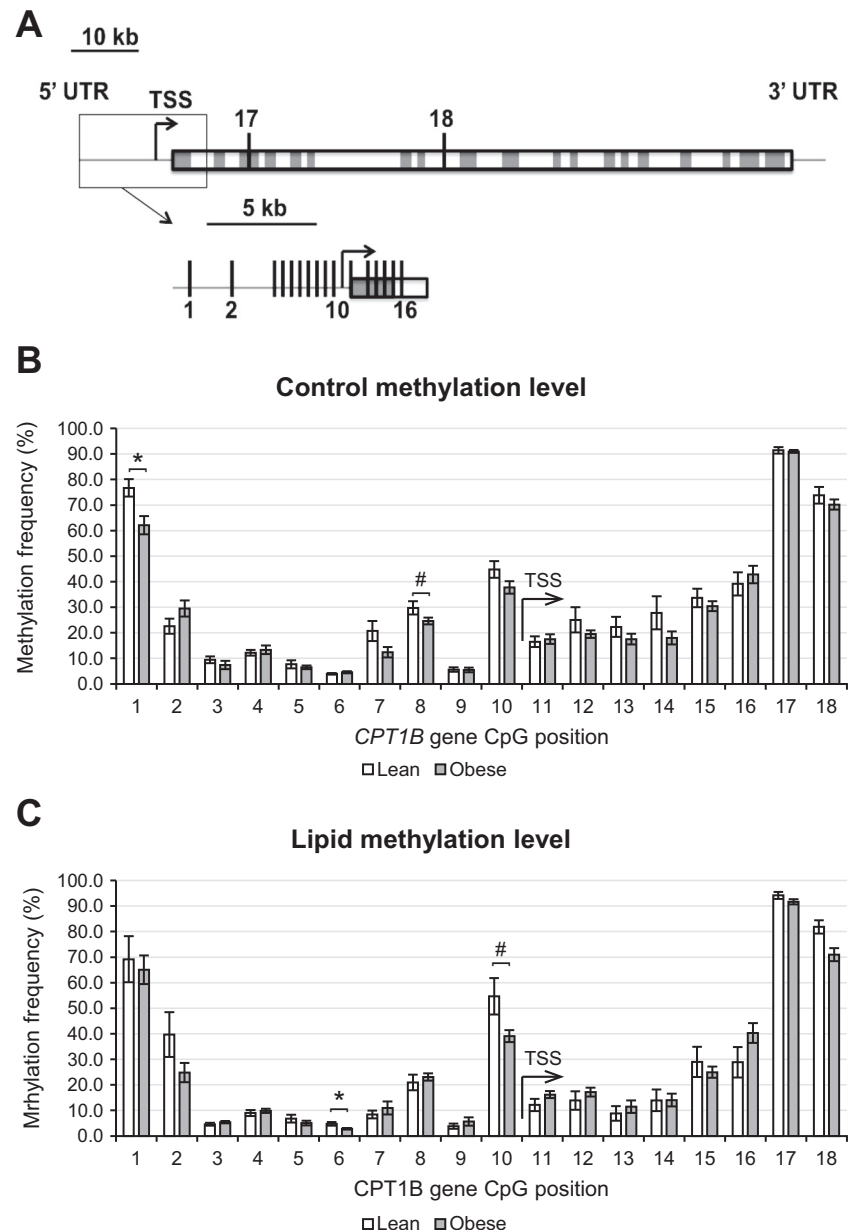 A
10 kb
5' UTR
TSS
3' UTR
17
18
5 kb
1
2
10
16
B
Control methylation level
Methylation frequency (%)
100.0
90.0
80.0
70.0
60.0
50.0
40.0
30.0
20.0
10.0
0.0
*
#
TSS
1 2 3 4 5 6 7 8 9 10 11 12 13 14 15 16 17 18
CPT1B gene CpG position
Lean Obese
C
Lipid methylation level
Mrhylation frequency (%)
100.0
90.0
80.0
70.0
60.0
50.0
40.0
30.0
20.0
10.0
0.0
*
#
TSS
1 2 3 4 5 6 7 8 9 10 11 12 13 14 15 16 17 18
CPT1B gene CpG position
Lean Obese